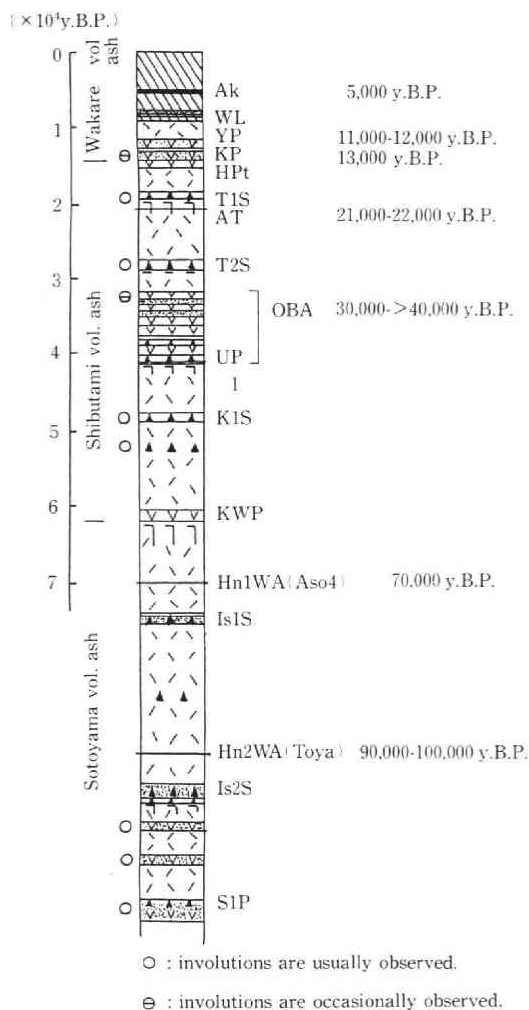 (×10⁴y.B.P.)
0
1
2
3
4
5
6
7
Wakare vol ash
Shibutami vol. ash
Sotoyama vol. ash
Ak 5,000 y.B.P.
WL
YP 11,000-12,000 y.B.P.
KP 13,000 y.B.P.
HPt
T1S
AT 21,000-22,000 y.B.P.
T2S
OBA 30,000->40,000 y.B.P.
UP
1
K1S
KWP
Hn1WA(Aso4) 70,000 y.B.P.
Is1S
Hn2WA(Toya) 90,000-100,000 y.B.P.
Is2S
S1P
○ : involutions are usually observed.
⊖ : involutions are occasionally observed.